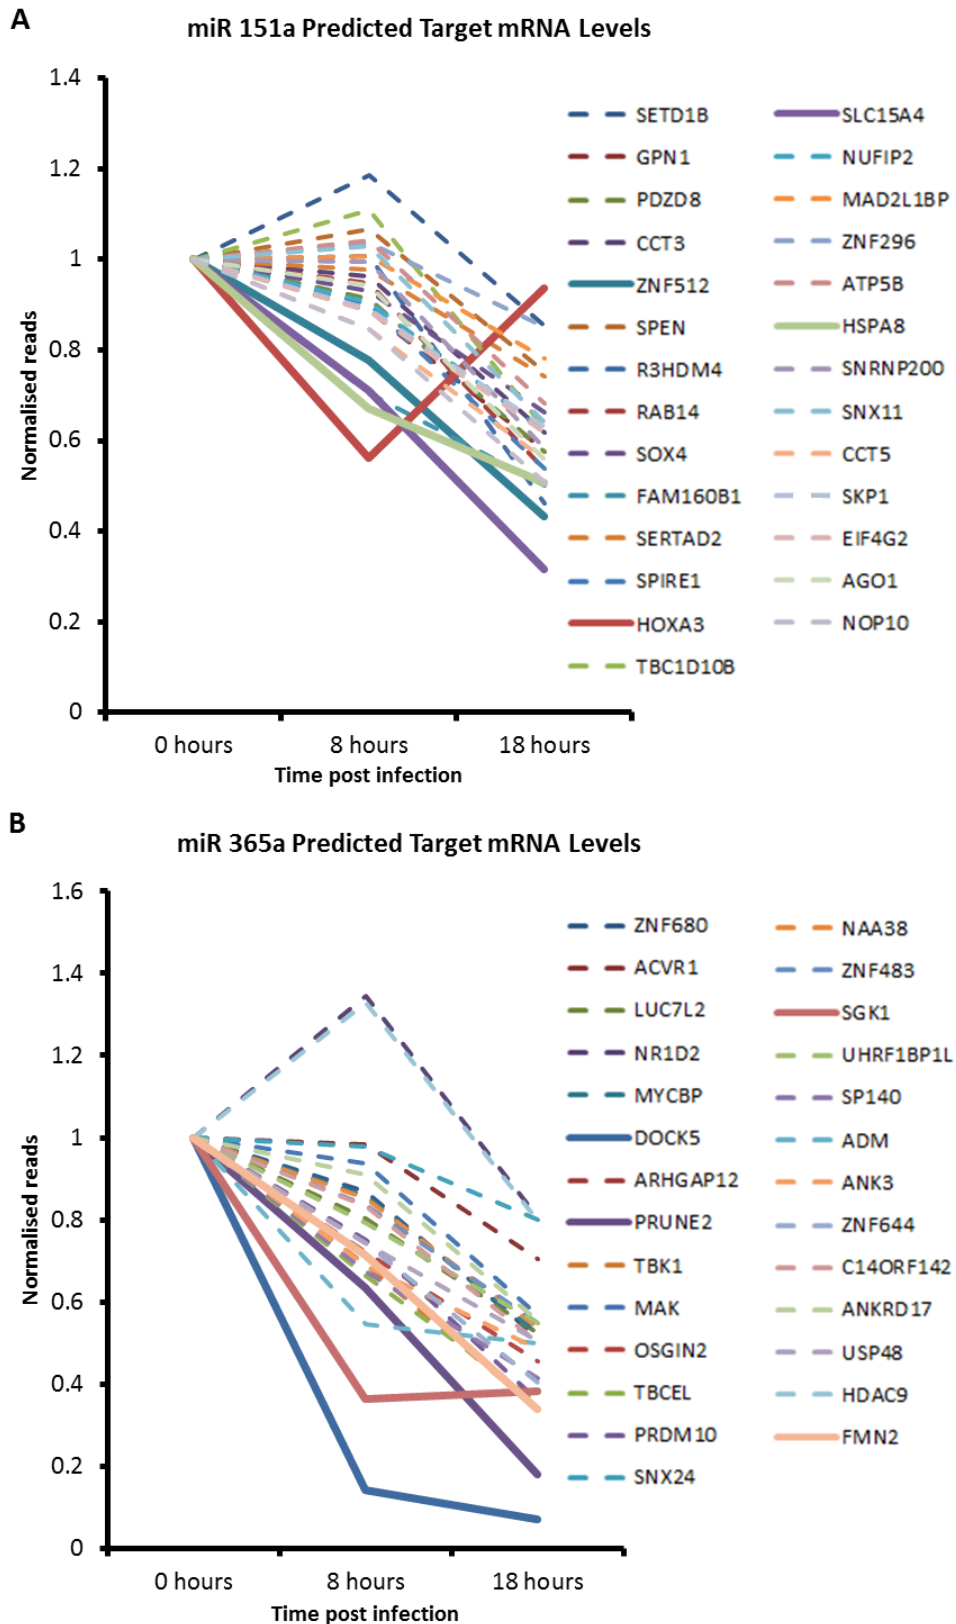 A
miR 151a Predicted Target mRNA Levels
1.4
1.2
1
0.8
0.6
0.4
0.2
0
Normalised reads
0 hours
8 hours
18 hours
Time post infection
SETD1B
GPN1
PDZD8
CCT3
ZNF512
SPEN
R3HDM4
RAB14
SOX4
FAM160B1
SERTAD2
SPIRE1
HOXA3
TBC1D10B
SLC15A4
NUFIP2
MAD2L1BP
ZNF296
ATP5B
HSPA8
SNRNP200
SNX11
CCT5
SKP1
EIF4G2
AGO1
NOP10
B
miR 365a Predicted Target mRNA Levels
1.6
1.4
1.2
1
0.8
0.6
0.4
0.2
0
Normalised reads
0 hours
8 hours
18 hours
Time post infection
ZNF680
ACVR1
LUC7L2
NR1D2
MYCBP
DOCK5
ARHGAP12
PRUNE2
TBK1
MAK
OSGIN2
TBCEL
PRDM10
SNX24
NAA38
ZNF483
SGK1
UHRF1BP1L
SP140
ADM
ANK3
ZNF644
C14ORF142
ANKRD17
USP48
HDAC9
FMN2